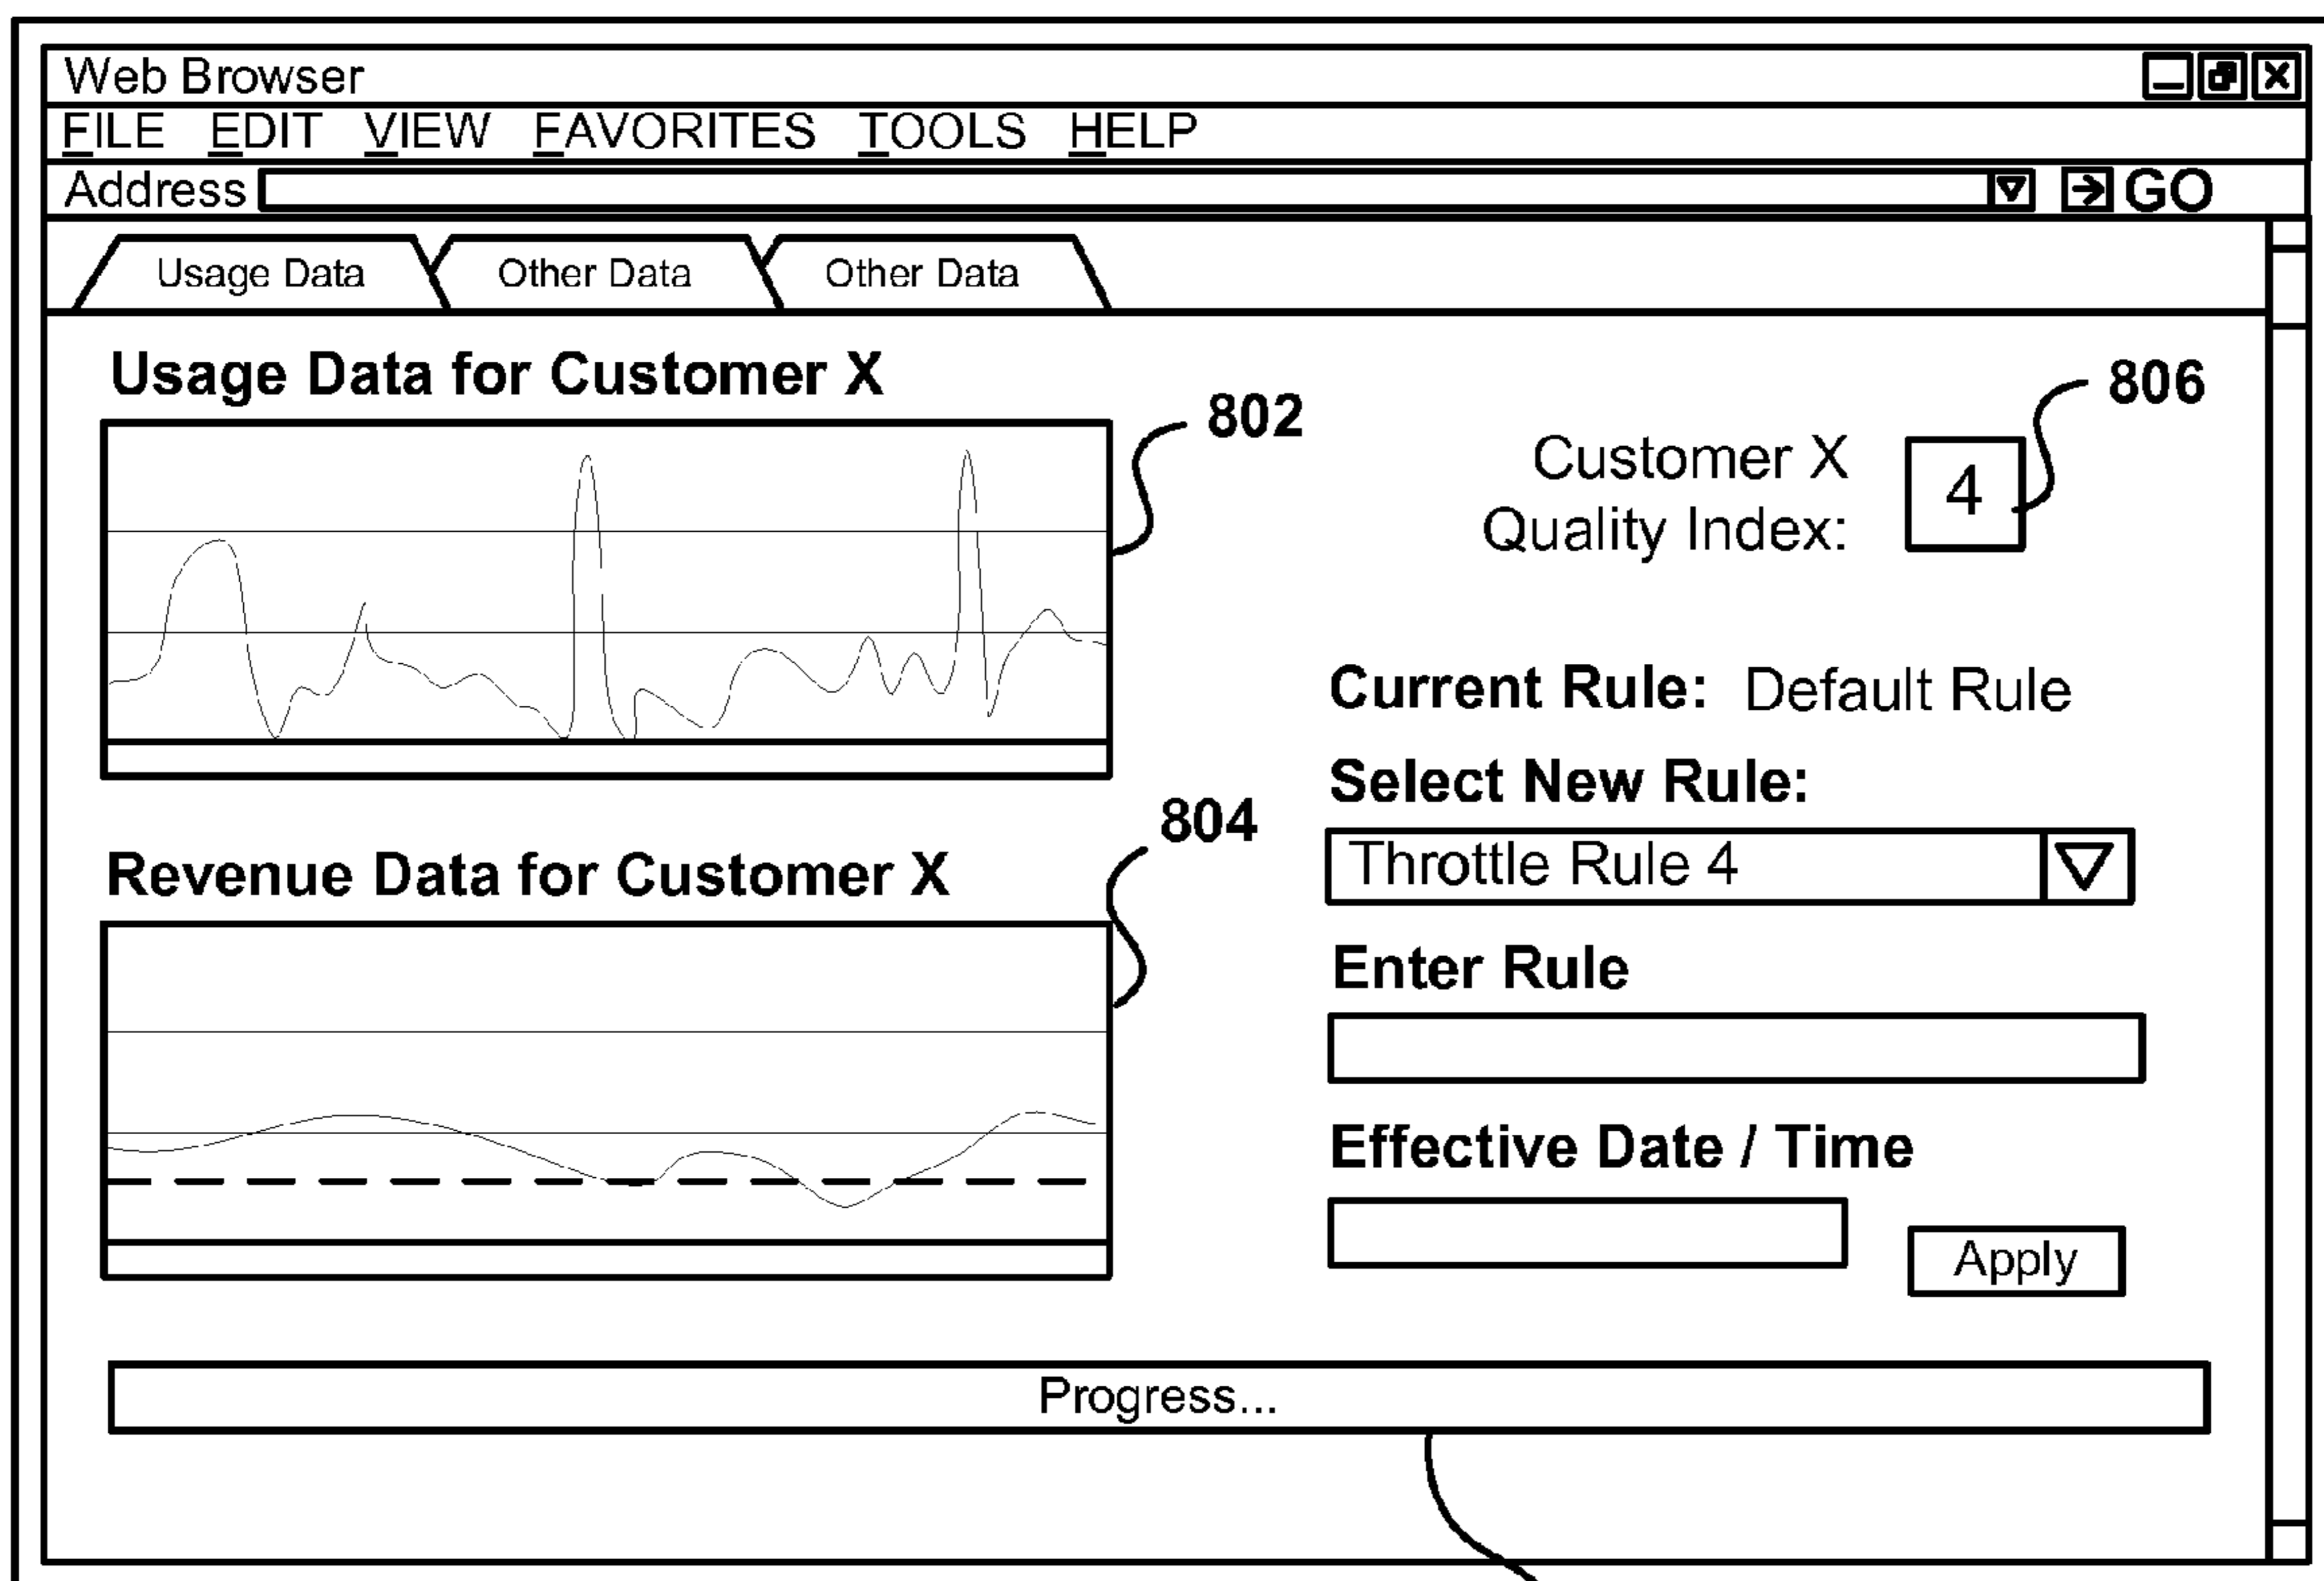 Web Browser
FILE EDIT VIEW FAVORITES TOOLS HELP
Address GO
Usage Data Other Data Other Data
Usage Data for Customer X
802
806
Customer X
Quality Index:
4
Current Rule: Default Rule
Select New Rule:
Throttle Rule 4
804
Revenue Data for Customer X
Enter Rule
Effective Date / Time
Apply
Progress...